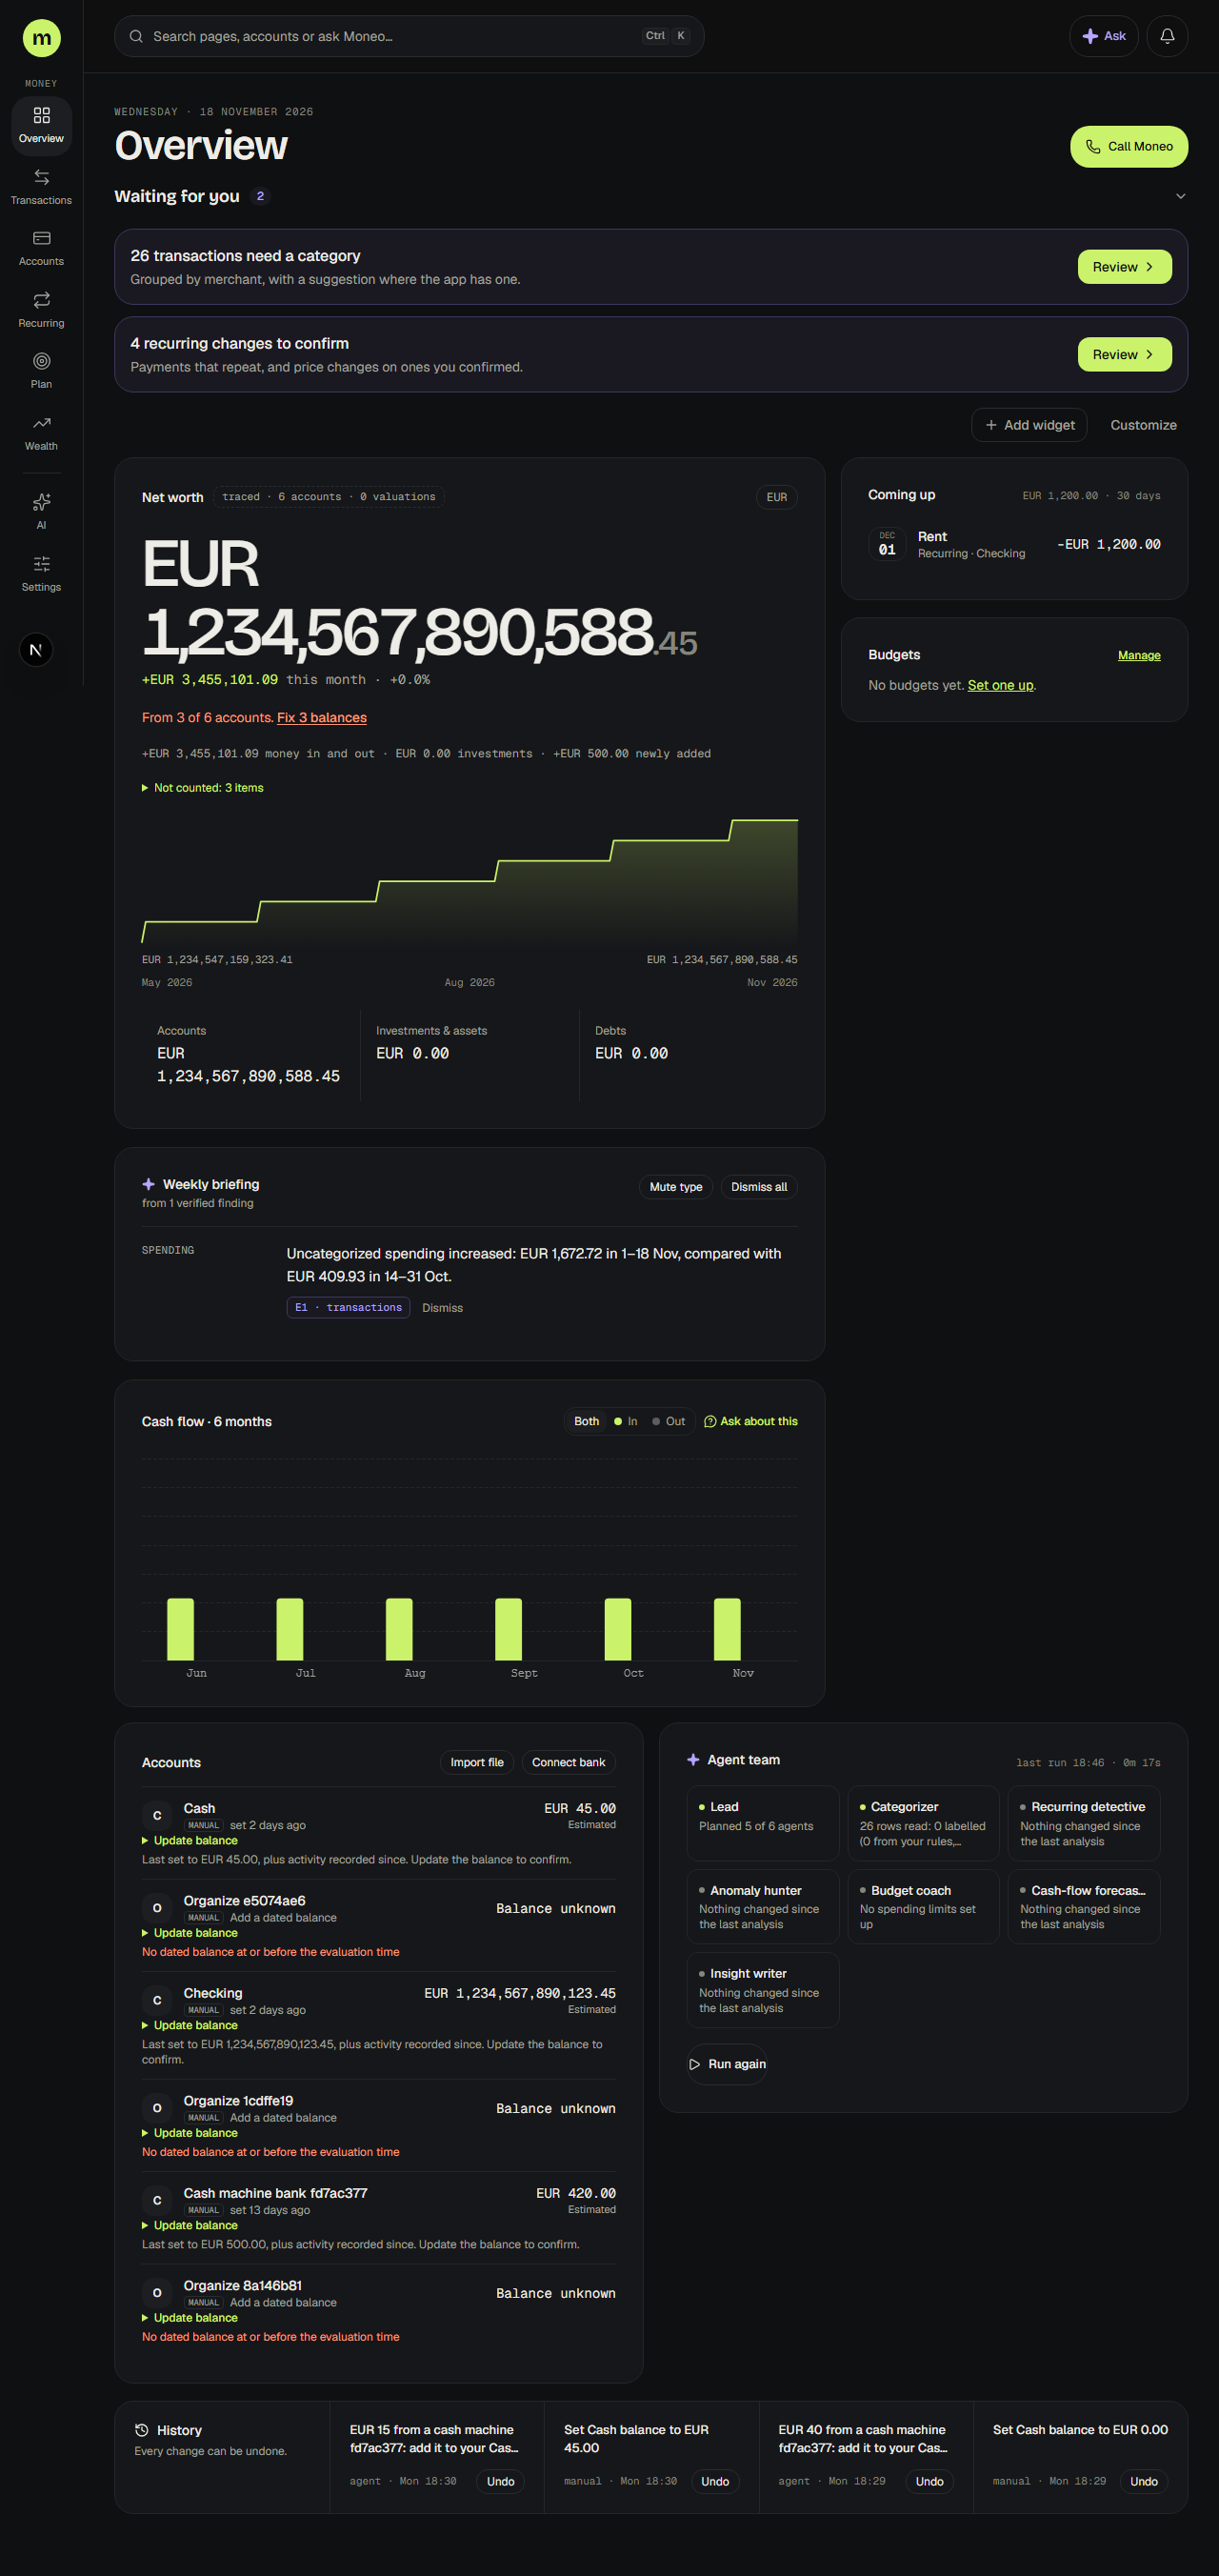 m
Search pages, accounts or ask Moneo...
Ctrl K
Ask
MONEY
Overview
Transactions
Accounts
Recurring
Plan
Wealth
AI
Settings
N
WEDNESDAY · 18 NOVEMBER 2026
Overview
Call Moneo
Waiting for you 2
26 transactions need a category
Grouped by merchant, with a suggestion where the app has one.
Review
4 recurring changes to confirm
Payments that repeat, and price changes on ones you confirmed.
Review
Add widget
Customize
Net worth
traced · 6 accounts · 0 valuations
EUR
EUR
1,234,567,890,588.45
+EUR 3,455,101.09 this month · +0.0%
From 3 of 6 accounts. Fix 3 balances
+EUR 3,455,101.09 money in and out · EUR 0.00 investments · +EUR 500.00 newly added
Not counted: 3 items
EUR 1,234,547,159,323.41
EUR 1,234,567,890,588.45
May 2026
Aug 2026
Nov 2026
Accounts
EUR
1,234,567,890,588.45
Investments & assets
EUR 0.00
Debts
EUR 0.00
Coming up
EUR 1,200.00 · 30 days
DEC
01
Rent
Recurring · Checking
-EUR 1,200.00
Budgets
Manage
No budgets yet. Set one up.
Weekly briefing
from 1 verified finding
Mute type
Dismiss all
SPENDING
Uncategorized spending increased: EUR 1,672.72 in 1–18 Nov, compared with
EUR 409.93 in 14–31 Oct.
E1 · transactions
Dismiss
Cash flow · 6 months
Both
In
Out
Ask about this
Jun
Jul
Aug
Sept
Oct
Nov
Accounts
Import file
Connect bank
C
Cash
MANUAL set 2 days ago
EUR 45.00
Estimated
Update balance
Last set to EUR 45.00, plus activity recorded since. Update the balance to confirm.
O
Organize e5074ae6
MANUAL Add a dated balance
Balance unknown
Update balance
No dated balance at or before the evaluation time
C
Checking
MANUAL set 2 days ago
EUR 1,234,567,890,123.45
Estimated
Update balance
Last set to EUR 1,234,567,890,123.45, plus activity recorded since. Update the balance to
confirm.
O
Organize 1cdffe19
MANUAL Add a dated balance
Balance unknown
Update balance
No dated balance at or before the evaluation time
C
Cash machine bank fd7ac377
MANUAL set 13 days ago
EUR 420.00
Estimated
Update balance
Last set to EUR 500.00, plus activity recorded since. Update the balance to confirm.
O
Organize 8a146b81
MANUAL Add a dated balance
Balance unknown
Update balance
No dated balance at or before the evaluation time
Agent team
last run 18:46 · 0m 17s
Lead
Planned 5 of 6 agents
Categorizer
26 rows read: 0 labelled
(0 from your rules,...
Recurring detective
Nothing changed since
the last analysis
Anomaly hunter
Nothing changed since
the last analysis
Budget coach
No spending limits set
up
Cash-flow forecas...
Nothing changed since
the last analysis
Insight writer
Nothing changed since
the last analysis
Run again
History
Every change can be undone.
EUR 15 from a cash machine
fd7ac377: add it to your Cas...
agent · Mon 18:30
Undo
Set Cash balance to EUR
45.00
manual · Mon 18:30
Undo
EUR 40 from a cash machine
fd7ac377: add it to your Cas...
agent · Mon 18:29
Undo
Set Cash balance to EUR 0.00
manual · Mon 18:29
Undo